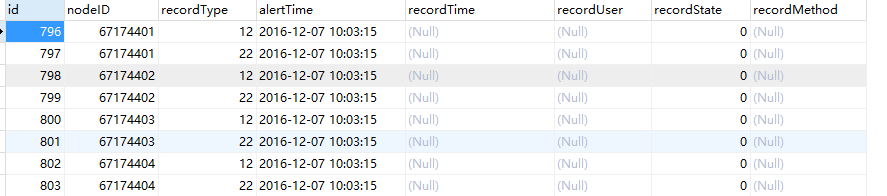 id nodeID recordType alertTime recordTime recordUser recordState recordMethod
796 67174401 12 2016-12-07 10:03:15 (Null) (Null) 0 (Null)
797 67174401 22 2016-12-07 10:03:15 (Null) (Null) 0 (Null)
798 67174402 12 2016-12-07 10:03:15 (Null) (Null) 0 (Null)
799 67174402 22 2016-12-07 10:03:15 (Null) (Null) 0 (Null)
800 67174403 12 2016-12-07 10:03:15 (Null) (Null) 0 (Null)
801 67174403 22 2016-12-07 10:03:15 (Null) (Null) 0 (Null)
802 67174404 12 2016-12-07 10:03:15 (Null) (Null) 0 (Null)
803 67174404 22 2016-12-07 10:03:15 (Null) (Null) 0 (Null)